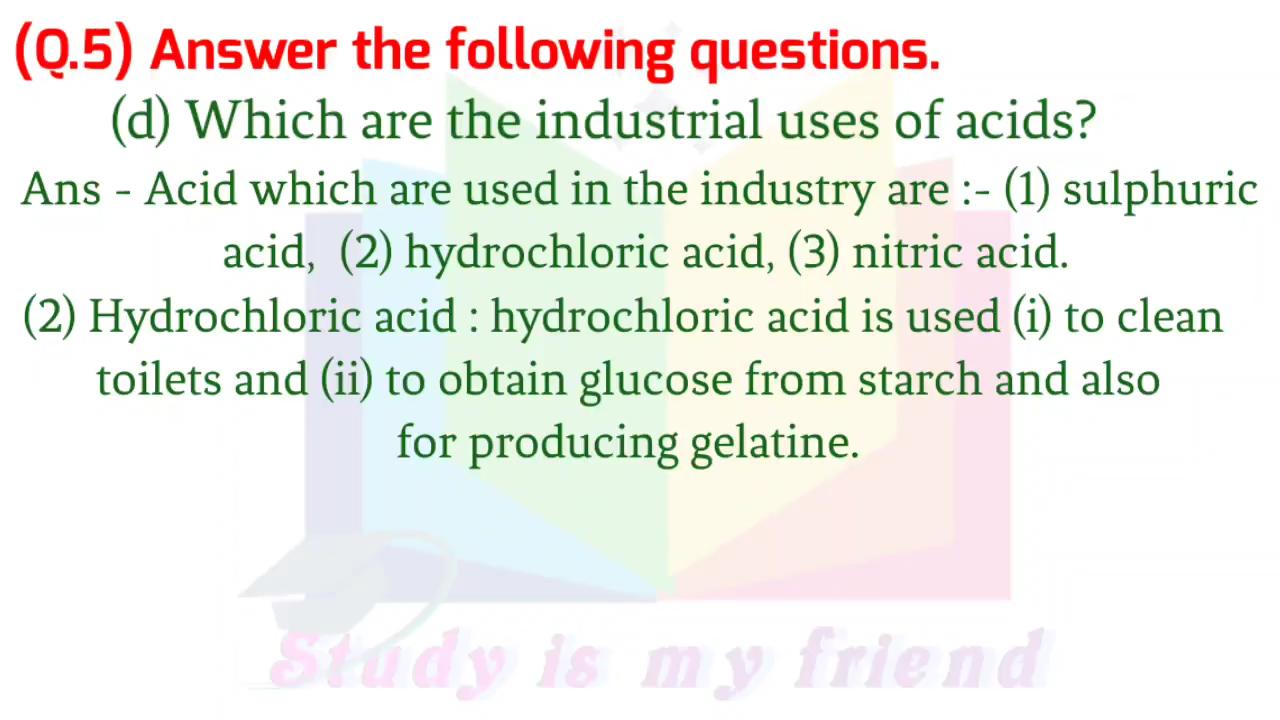 (Q.5) Answer the following questions.
(d) Which are the industrial uses of acids?
Ans - Acid which are used in the industry are :- (1) sulphuric
acid, (2) hydrochloric acid, (3) nitric acid.
(2) Hydrochloric acid : hydrochloric acid is used (i) to clean
toilets and (ii) to obtain glucose from starch and also
for producing gelatine.
Study is my friend